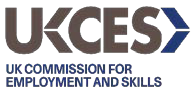 UKCES
UK COMMISSION FOR
EMPLOYMENT AND SKILLS